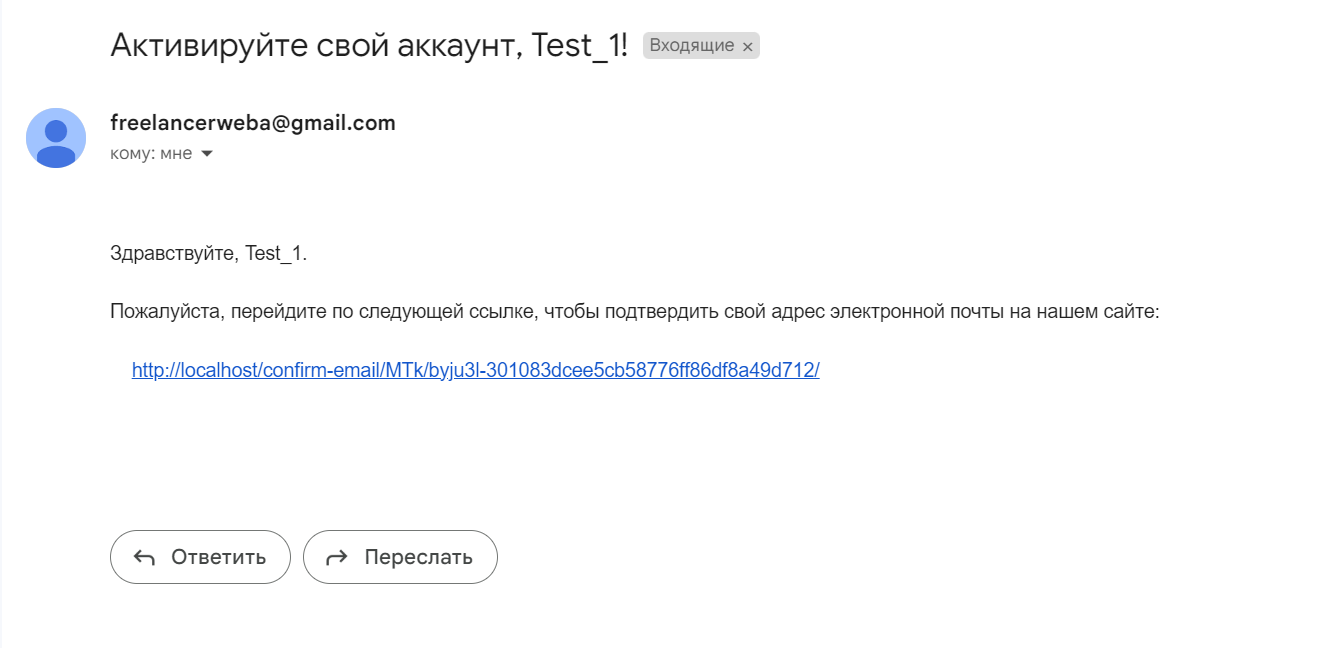 Активируйте свой аккаунт, Test_1! Входящие ×
freelancerweba@gmail.com
кому: мне
Здравствуйте, Test_1.
Пожалуйста, перейдите по следующей ссылке, чтобы подтвердить свой адрес электронной почты на нашем сайте:
http://localhost/confirm-email/MTk/byju3l-301083dcee5cb58776ff86df8a49d712/
Ответить Переслать